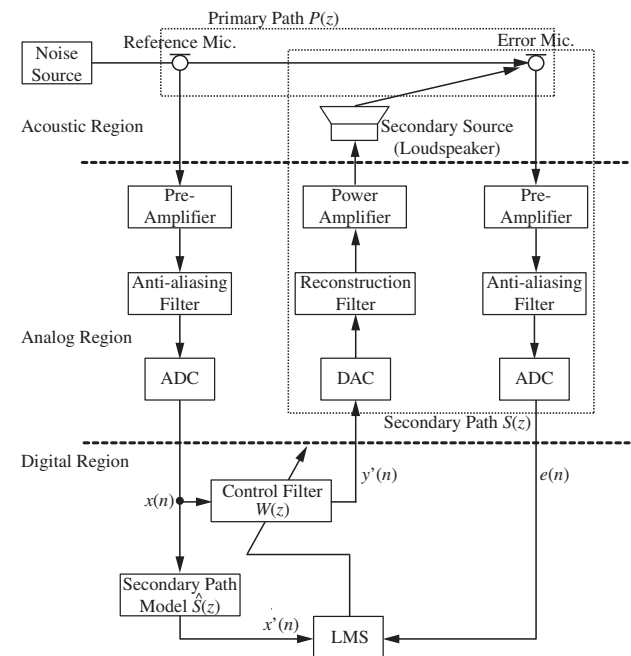 Primary Path P(z)
Reference Mic.
Error Mic.
Noise
Source
Acoustic Region
Secondary Source
(Loudspeaker)
Pre-
Amplifier
Power
Amplifier
Pre-
Amplifier
Anti-aliasing
Filter
Reconstruction
Filter
Anti-aliasing
Filter
Analog Region
ADC
DAC
ADC
Secondary Path S(z)
Digital Region
x(n)
Control Filter
W(z)
y’(n)
e(n)
Secondary Path
Model Ŝ(z)
x’(n)
LMS